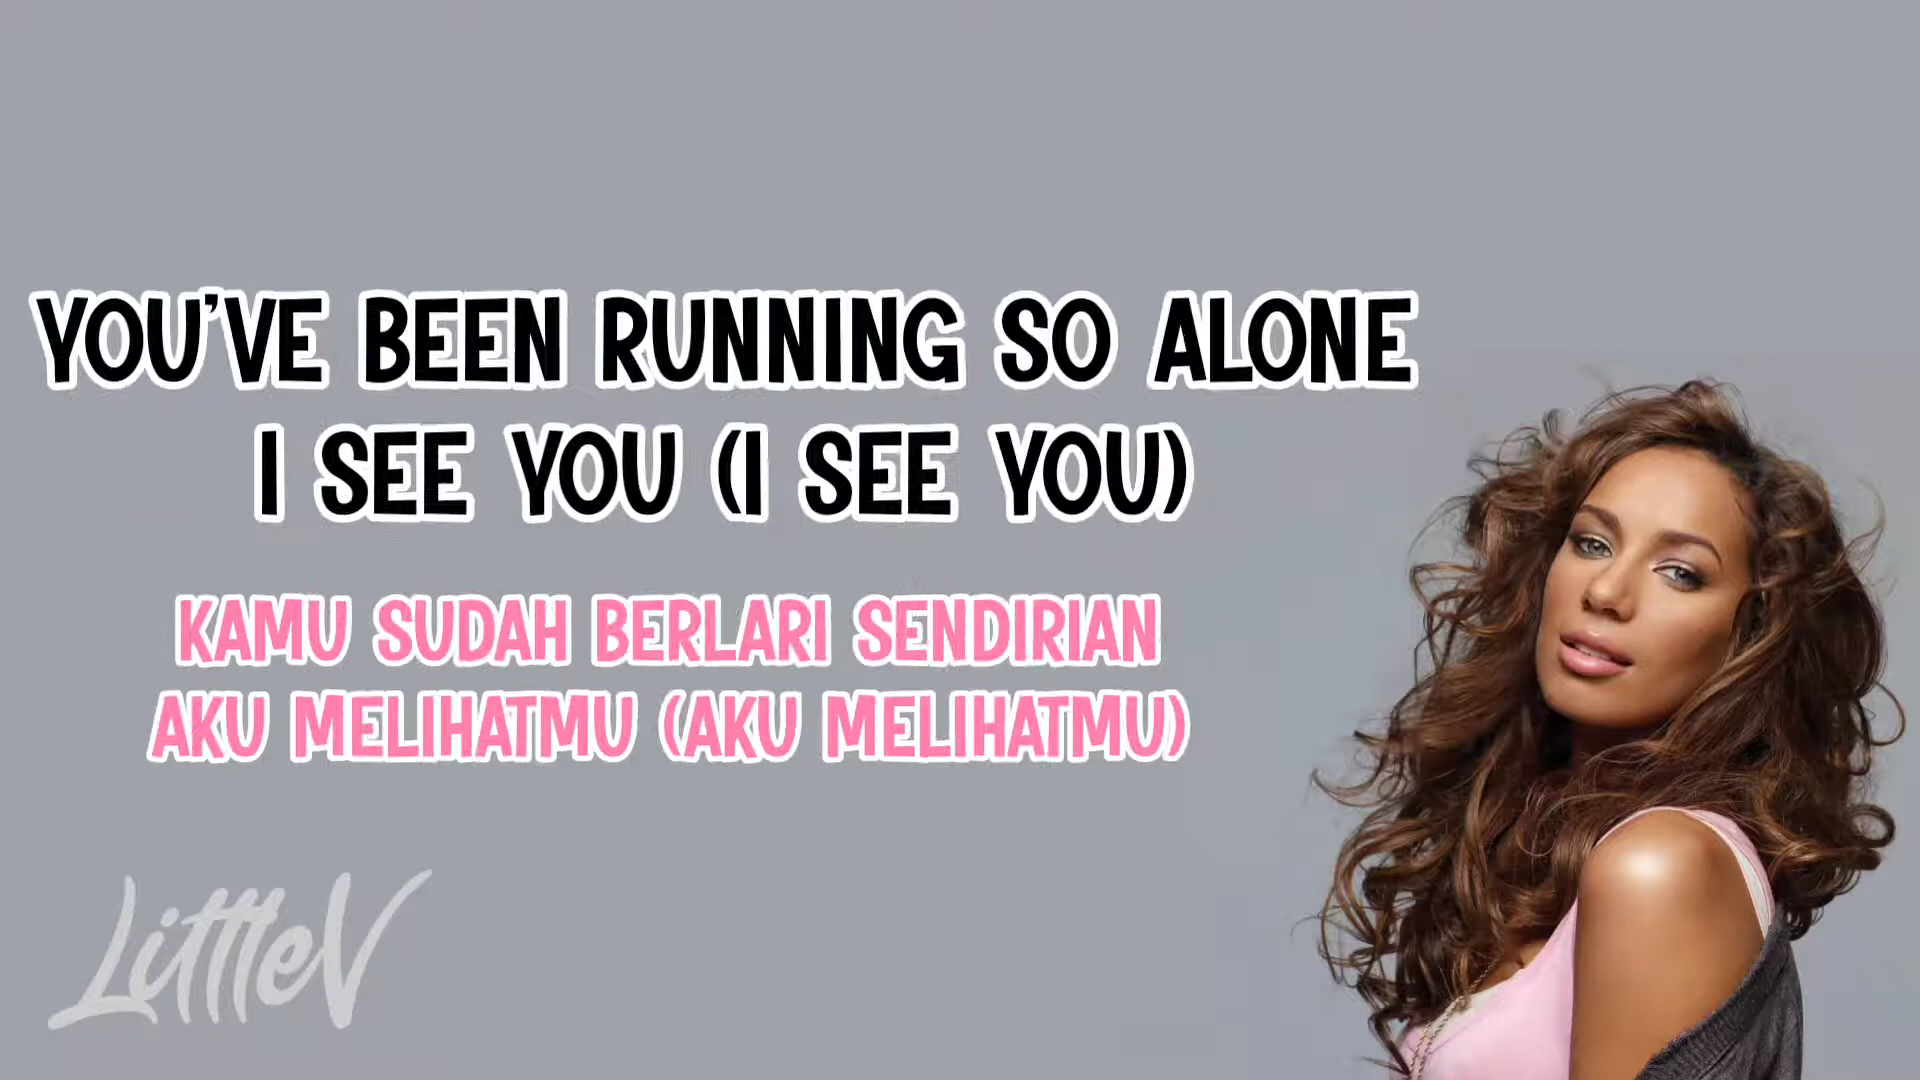 YOU'VE BEEN RUNNING SO ALONE
I SEE YOU (I SEE YOU)
KAMU SUDAH BERLARI SENDIRIAN
AKU MELIHATMU (AKU MELIHATMU)
LittleV